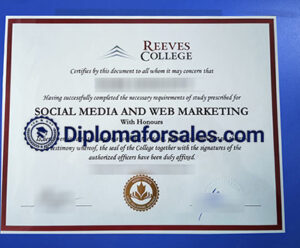 REEVES
COLLEGE
Certifies by this document to all whom it may concern that
Having successfully completed the necessary requirements of study prescribed for
SOCIAL MEDIA AND WEB MARKETING
With Honours
Diplomaforsales.com
testimony whereof, the seal of the College together with the signatures of the
authorized officers have been duly affixed.